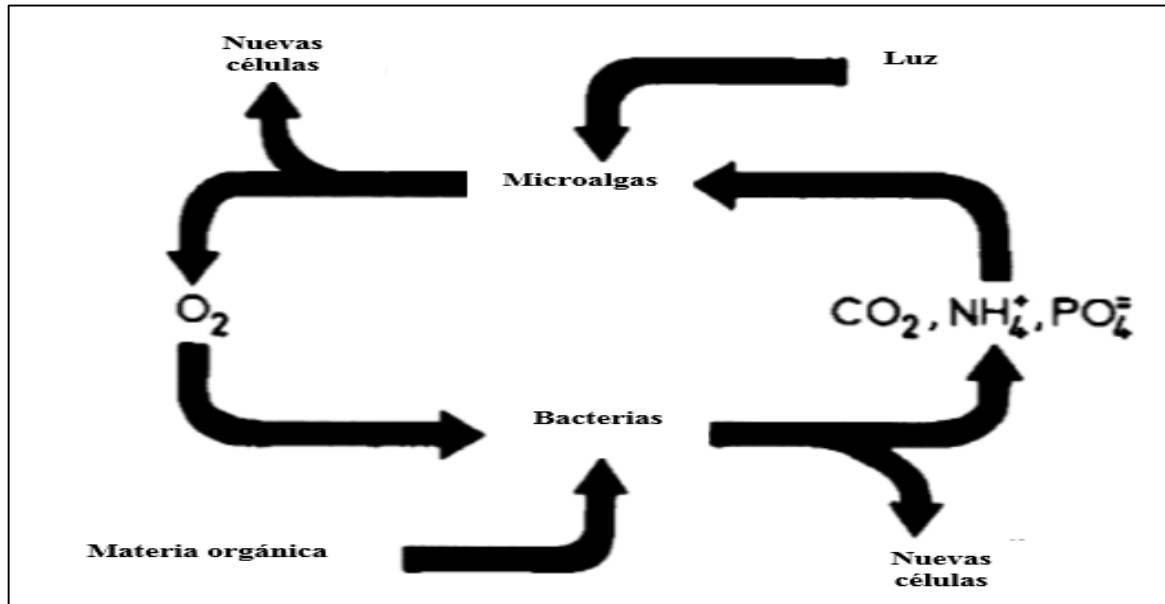 Nuevas
células
Luz
Microalgas
O₂
CO₂, NH₄⁺, PO₄⁼
Bacterias
Materia orgánica
Nuevas
células